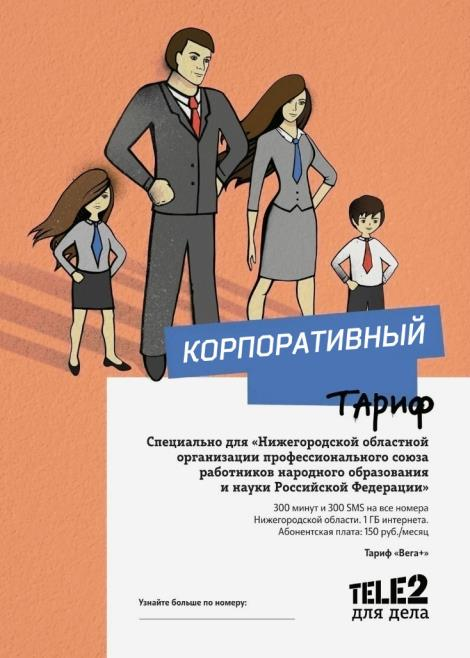 КОРПОРАТИВНЫЙ
ТАРИФ
Специально для «Нижегородской областной
организации профессионального союза
работников народного образования
и науки Российской Федерации»
300 минут и 300 SMS на все номера
Нижегородской области. 1 ГБ интернета.
Абонентская плата: 150 руб./месяц
Тариф «Вега+»
TELE2
для дела
Узнайте больше по номеру: